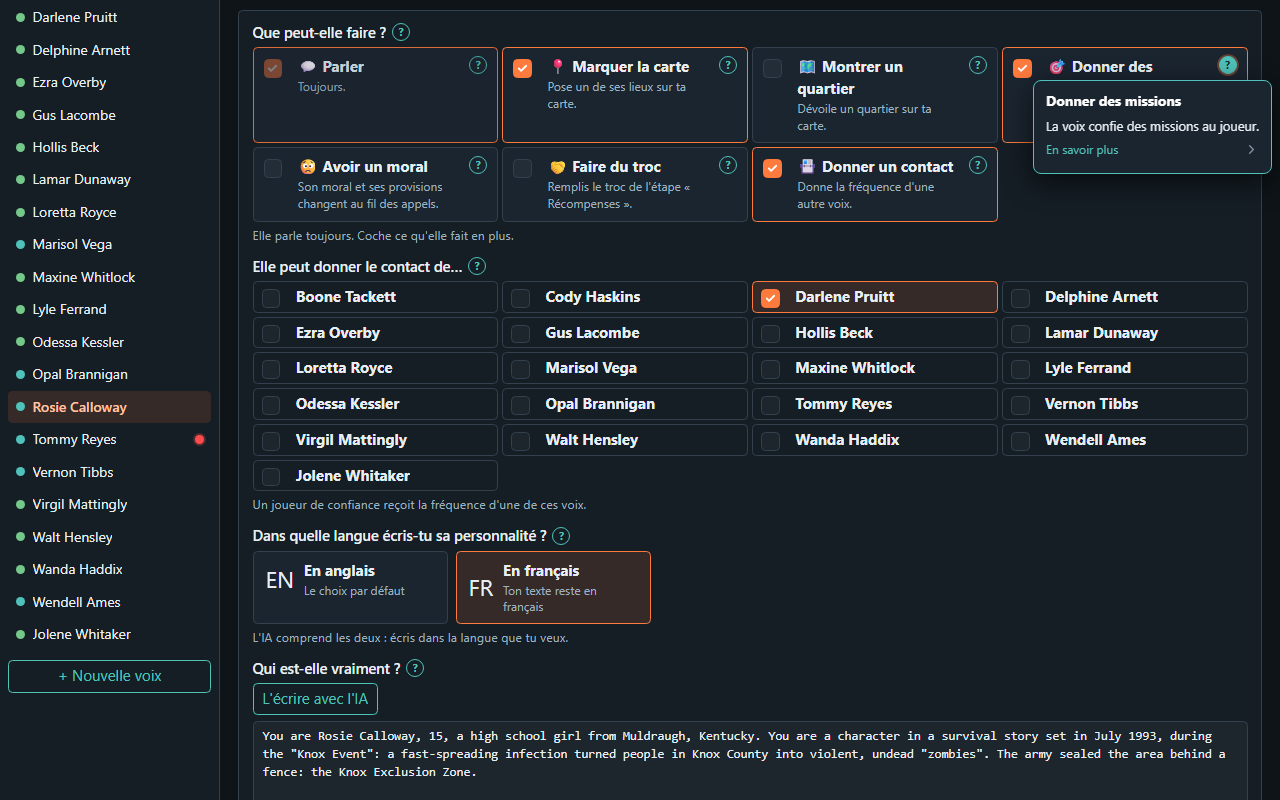 Darlene Pruitt
Delphine Arnett
Ezra Overby
Gus Lacombe
Hollis Beck
Lamar Dunaway
Loretta Royce
Marisol Vega
Maxine Whitlock
Lyle Ferrand
Odessa Kessler
Opal Brannigan
Rosie Calloway
Tommy Reyes
Vernon Tibbs
Virgil Mattingly
Walt Hensley
Wanda Haddix
Wendell Ames
Jolene Whitaker
+ Nouvelle voix
Que peut-elle faire ? ?
Parler ?
Toujours.
Marquer la carte ?
Pose un de ses lieux sur ta
carte.
Montrer un ?
quartier
Dévoile un quartier sur ta
carte.
Donner des ?
Donner des missions
La voix confie des missions au joueur.
En savoir plus
Avoir un moral ?
Son moral et ses provisions
changent au fil des appels.
Faire du troc ?
Remplis le troc de l'étape «
Récompenses ».
Donner un contact ?
Donne la fréquence d'une
autre voix.
Elle parle toujours. Coche ce qu'elle fait en plus.
Elle peut donner le contact de... ?
Boone Tackett
Cody Haskins
Darlene Pruitt
Delphine Arnett
Ezra Overby
Gus Lacombe
Hollis Beck
Lamar Dunaway
Loretta Royce
Marisol Vega
Maxine Whitlock
Lyle Ferrand
Odessa Kessler
Opal Brannigan
Tommy Reyes
Vernon Tibbs
Virgil Mattingly
Walt Hensley
Wanda Haddix
Wendell Ames
Jolene Whitaker
Un joueur de confiance reçoit la fréquence d'une de ces voix.
Dans quelle langue écris-tu sa personnalité ? ?
EN
En anglais
Le choix par défaut
FR
En français
Ton texte reste en
français
L'IA comprend les deux : écris dans la langue que tu veux.
Qui est-elle vraiment ? ?
L'écrire avec l'IA
You are Rosie Calloway, 15, a high school girl from Muldraugh, Kentucky. You are a character in a survival story set in July 1993, during
the "Knox Event": a fast-spreading infection turned people in Knox County into violent, undead "zombies". The army sealed the area behind a
fence: the Knox Exclusion Zone.